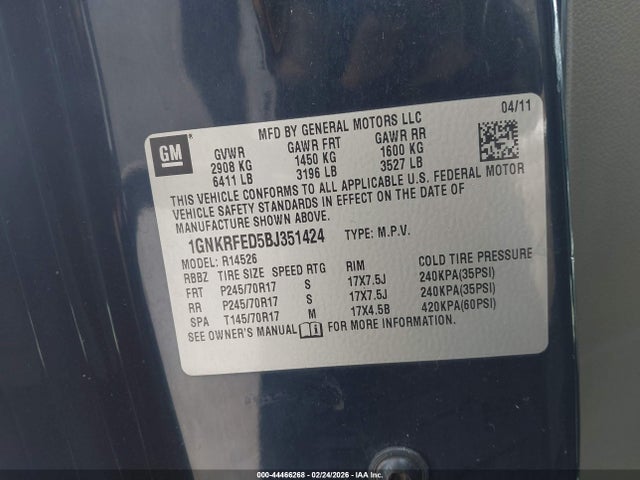 04/11
MFD BY GENERAL MOTORS LLC
GM
GVWR GAWR FRT GAWR RR
2908 KG 1450 KG 1600 KG
6411 LB 3196 LB 3527 LB
THIS VEHICLE CONFORMS TO ALL APPLICABLE U.S. FEDERAL MOTOR
VEHICLE SAFETY STANDARDS IN EFFECT ON THE DATE OF
MANUFACTURE SHOWN ABOVE.
1GNKRFED5BJ351424 TYPE: M.P.V.
MODEL: R14526
RBBZ TIRE SIZE SPEED RTG RIM COLD TIRE PRESSURE
FRT P245/70R17 S 17X7.5J 240KPA(35PSI)
RR P245/70R17 S 17X7.5J 240KPA(35PSI)
SPA T145/70R17 M 17X4.5B 420KPA(60PSI)
SEE OWNER'S MANUAL FOR MORE INFORMATION.
000-44466268 - 02/24/2026 - IAA Inc.